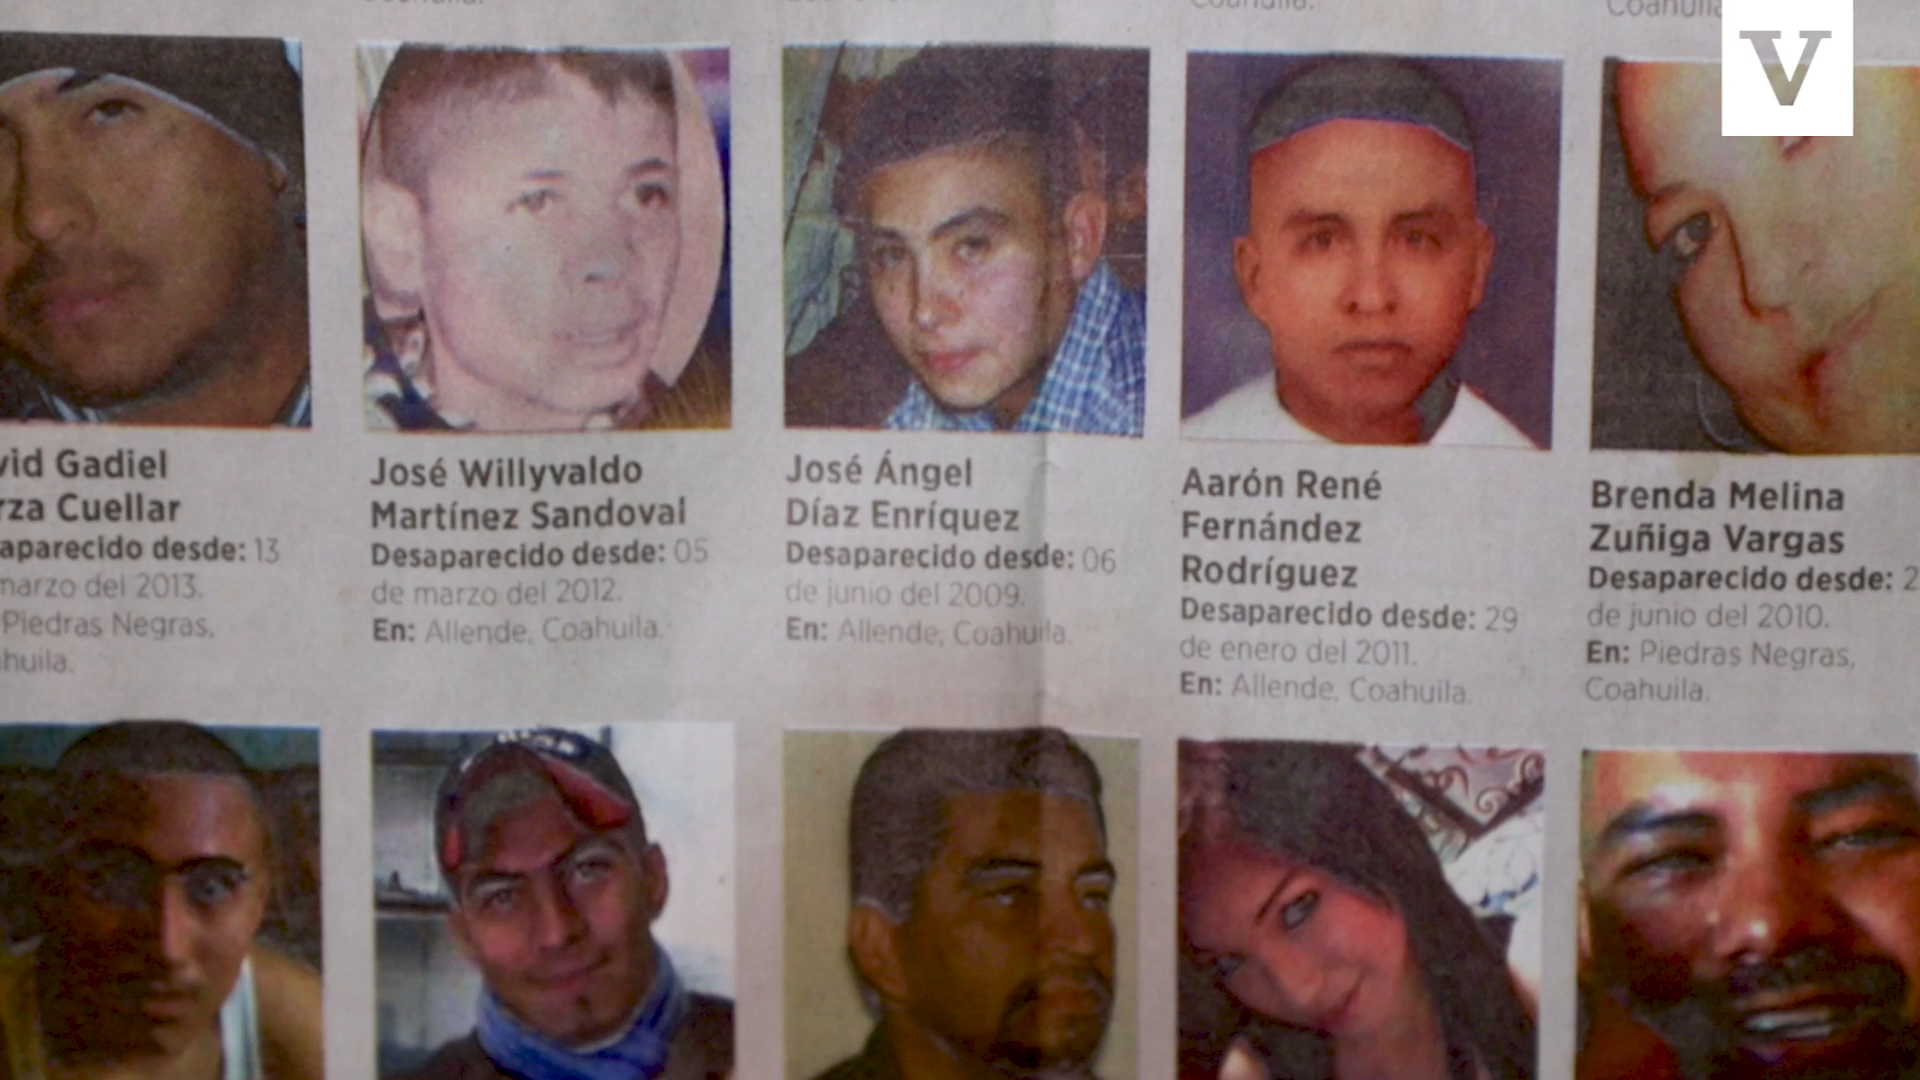 Coahuila.
Coahuila.
V
vid Gadiel
rza Cuellar
aparecido desde: 13
marzo del 2013.
Piedras Negras,
huila.
José Willyvaldo
Martínez Sandoval
Desaparecido desde: 05
de marzo del 2012.
En: Allende, Coahuila.
José Ángel
Díaz Enríquez
Desaparecido desde: 06
de junio del 2009.
En: Allende, Coahuila.
Aarón René
Fernández
Rodríguez
Desaparecido desde: 29
de enero del 2011.
En: Allende, Coahuila.
Brenda Melina
Zuñiga Vargas
Desaparecido desde: 2
de junio del 2010.
En: Piedras Negras,
Coahuila.